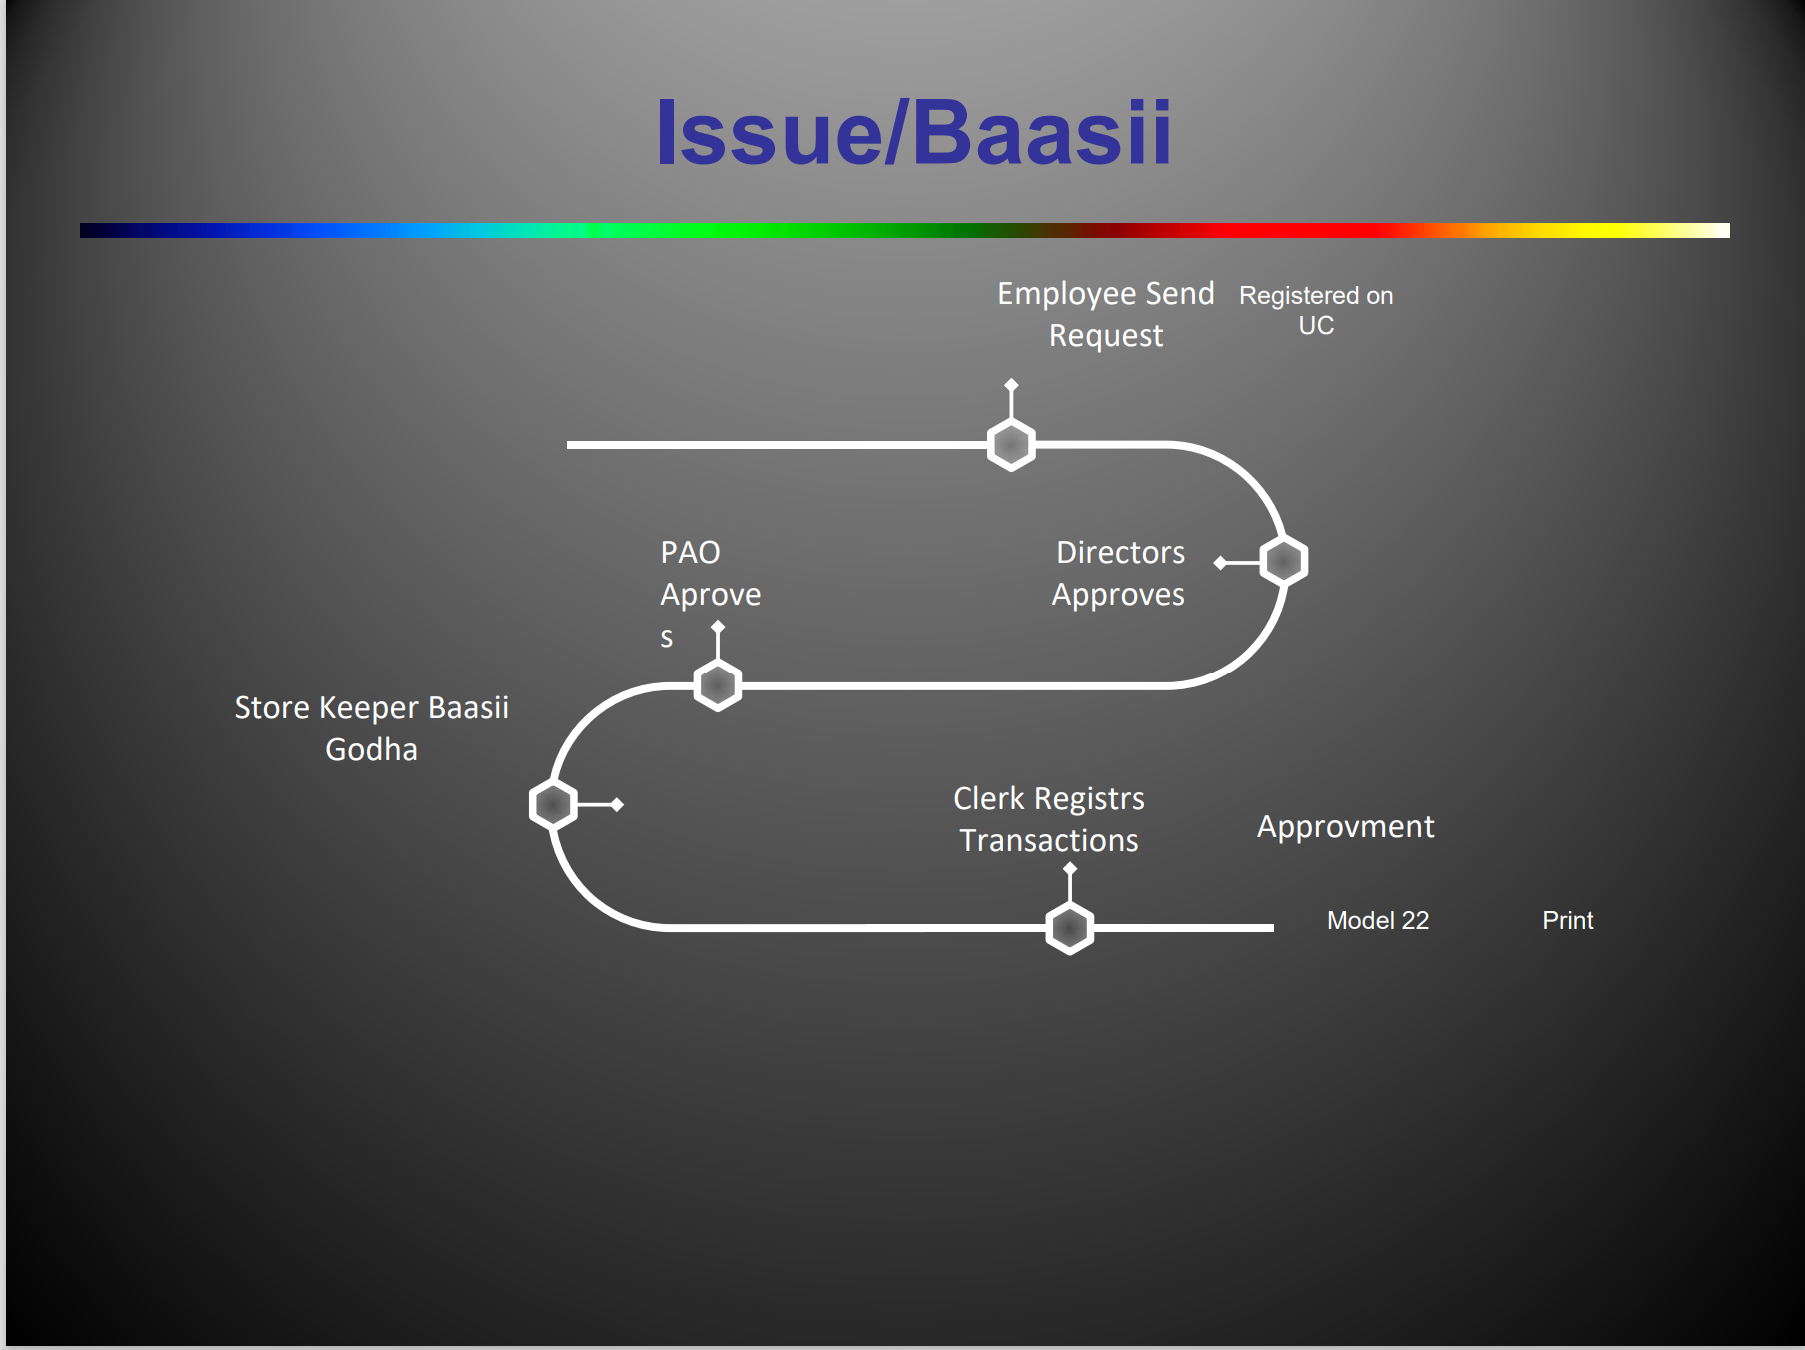 Issue/Baasii
Employee Send
Request
Registered on
UC
PAO
Aprove
s
Directors
Approves
Store Keeper Baasii
Godha
Clerk Registrs
Transactions
Approvment
Model 22
Print